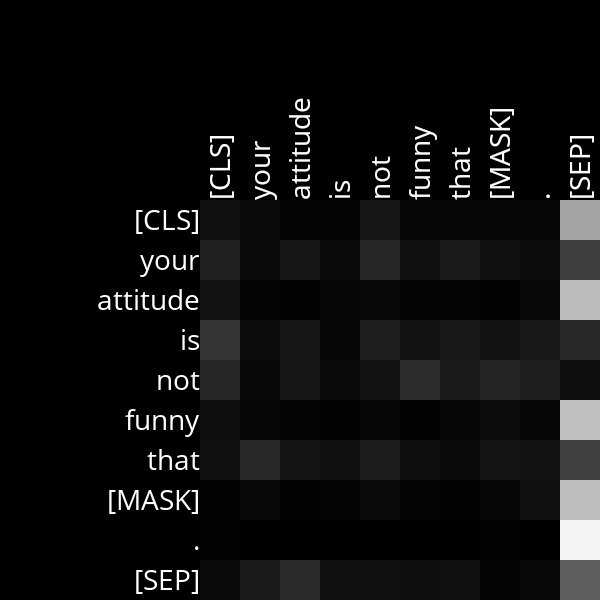 [CLS] your attitude is not funny that [MASK] . [SEP]
[CLS]
your
attitude
is
not
funny
that
[MASK]
.
[SEP]